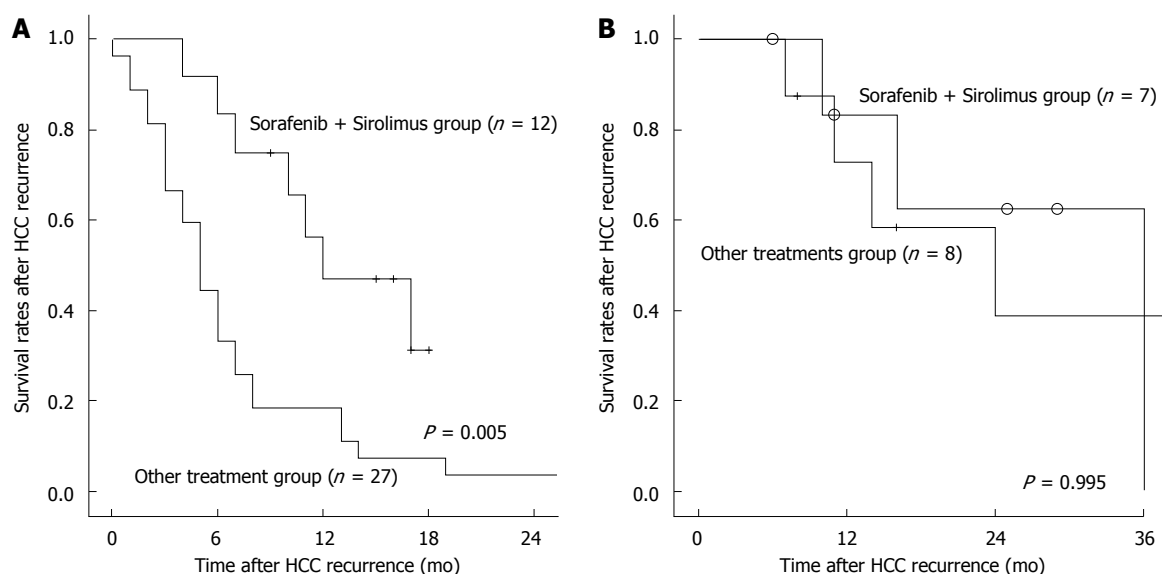 A
Survival rates after HCC recurrence
1.0
0.8
0.6
0.4
0.2
0.0
Sorafenib + Sirolimus group (n = 12)
P = 0.005
Other treatment group (n = 27)
0 6 12 18 24
Time after HCC recurrence (mo)
B
Survival rates after HCC recurrence
1.0
0.8
0.6
0.4
0.2
0.0
Sorafenib + Sirolimus group (n = 7)
Other treatments group (n = 8)
P = 0.995
12 24 36
Time after HCC recurrence (mo)